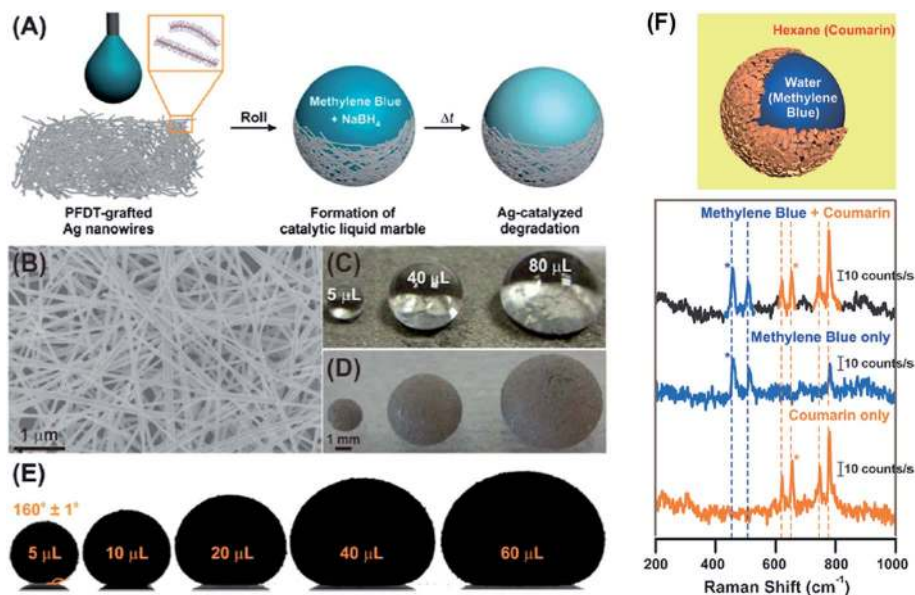 (A)
Methylene Blue
+ NaBH₄
Roll
Δt
PFDT-grafted
Ag nanowires
Formation of
catalytic liquid marble
Ag-catalyzed
degradation
(B)
1 μm
(C)
5 μL
40 μL
80 μL
(D)
1 mm
(E)
160° ± 1°
5 μL
10 μL
20 μL
40 μL
60 μL
(F)
Hexane (Coumarin)
Water
(Methylene
Blue)
Methylene Blue + Coumarin
*
*
10 counts/s
Methylene Blue only
*
10 counts/s
Coumarin only
*
10 counts/s
200 400 600 800 1000
Raman Shift (cm⁻¹)